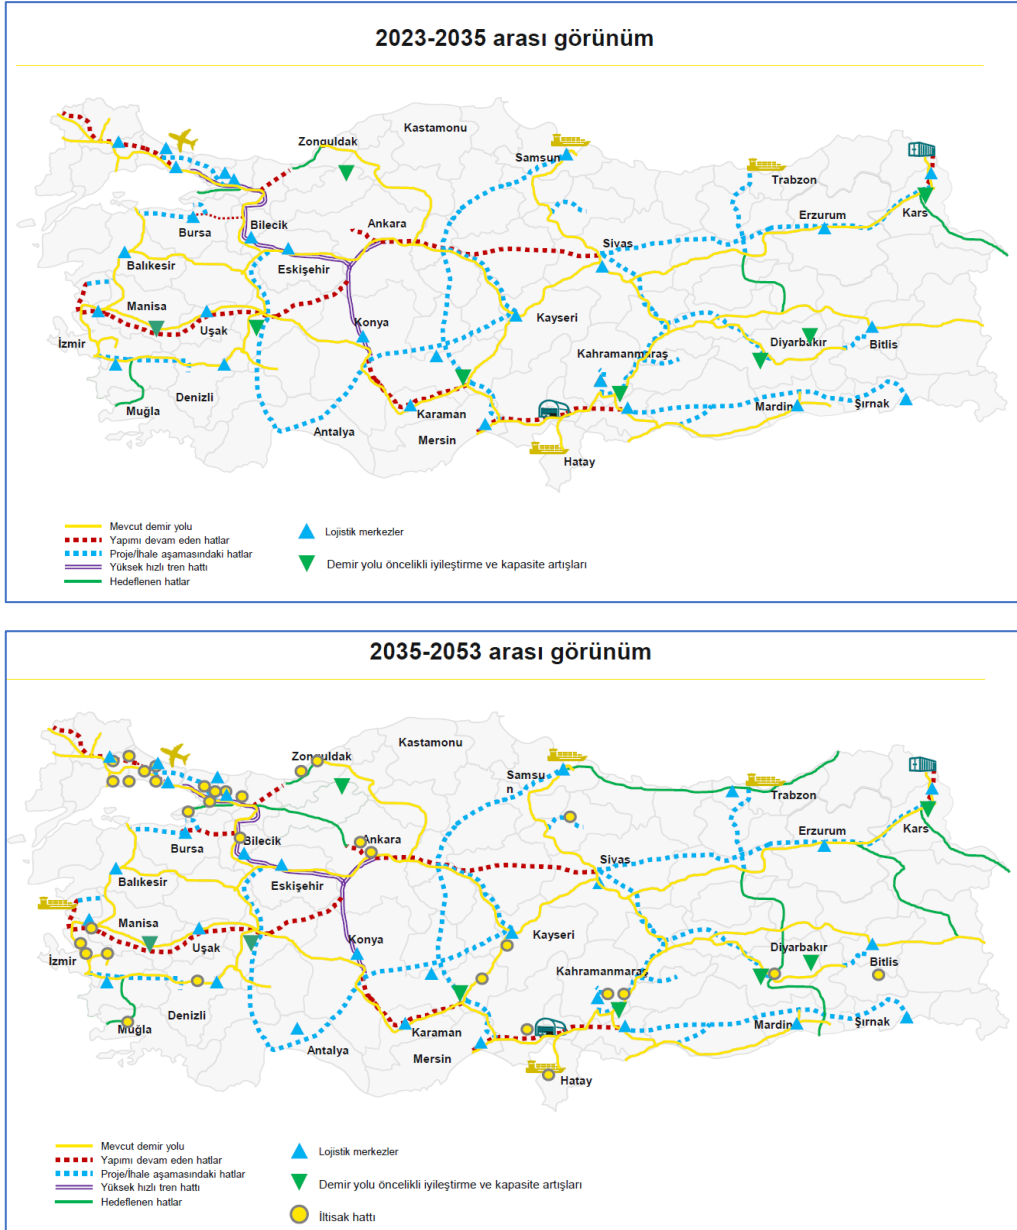 2023-2035 arası görünüm
Kastamonu
Zonguldak
Samsun
Trabzon
Erzurum
Kars
Bursa
Bilecik
Ankara
Sivas
Balıkesir
Eskişehir
Manisa
Uşak
Konya
Kayseri
İzmir
Kahramanmaraş
Diyarbakır
Bitlis
Denizli
Muğla
Antalya
Karaman
Mersin
Mardin
Şırnak
Hatay
Mevcut demir yolu
Yapımı devam eden hatlar
Proje/İhale aşamasındaki hatlar
Yüksek hızlı tren hattı
Hedeflenen hatlar
Lojistik merkezler
Demir yolu öncelikli iyileştirme ve kapasite artışları
2035-2053 arası görünüm
Kastamonu
Zonguldak
Samsu
n
Trabzon
Erzurum
Kars
Bursa
Bilecik
Ankara
Sivas
Balıkesir
Eskişehir
Manisa
Uşak
Konya
Kayseri
İzmir
Kahramanmaraş
Diyarbakır
Bitlis
Denizli
Muğla
Antalya
Karaman
Mersin
Mardin
Şırnak
Hatay
Mevcut demir yolu
Yapımı devam eden hatlar
Proje/İhale aşamasındaki hatlar
Yüksek hızlı tren hattı
Hedeflenen hatlar
Lojistik merkezler
Demir yolu öncelikli iyileştirme ve kapasite artışları
İltisak hattı